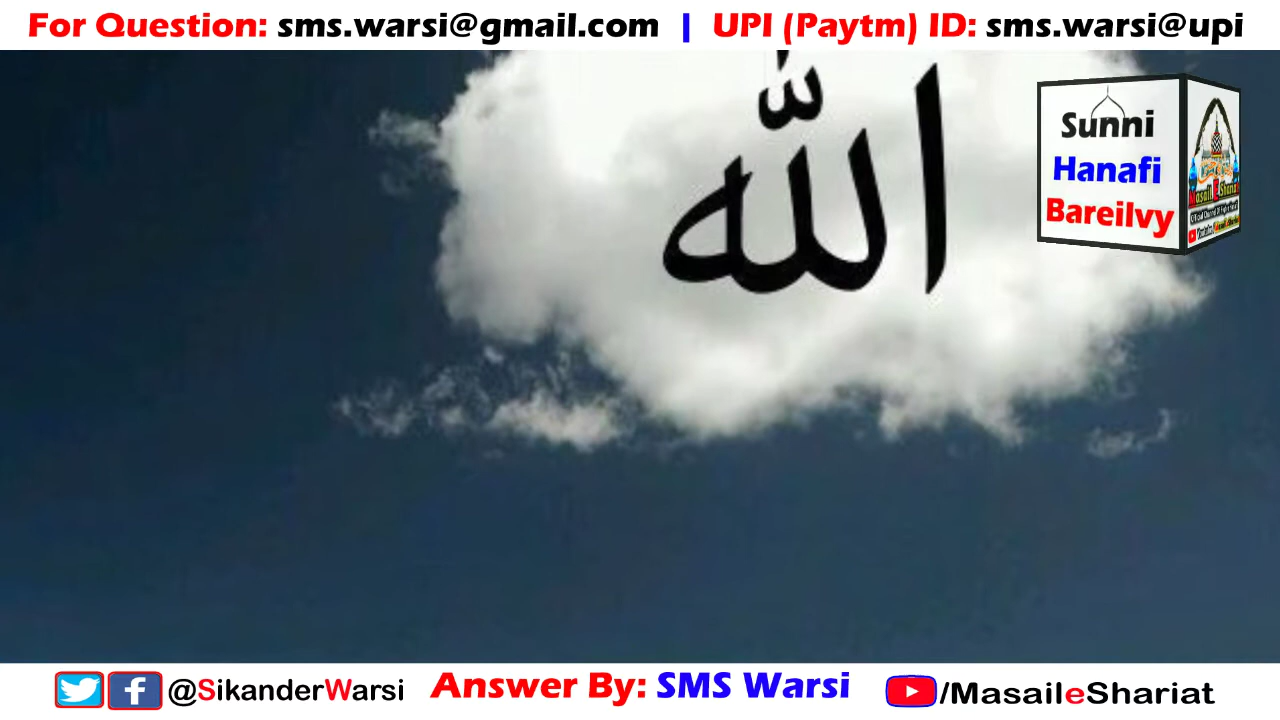 For Question: sms.warsi@gmail.com | UPI (Paytm) ID: sms.warsi@upi
الله
Sunni
Hanafi
Bareilvy
@SikanderWarsi
Answer By: SMS Warsi
/MasaileShariat